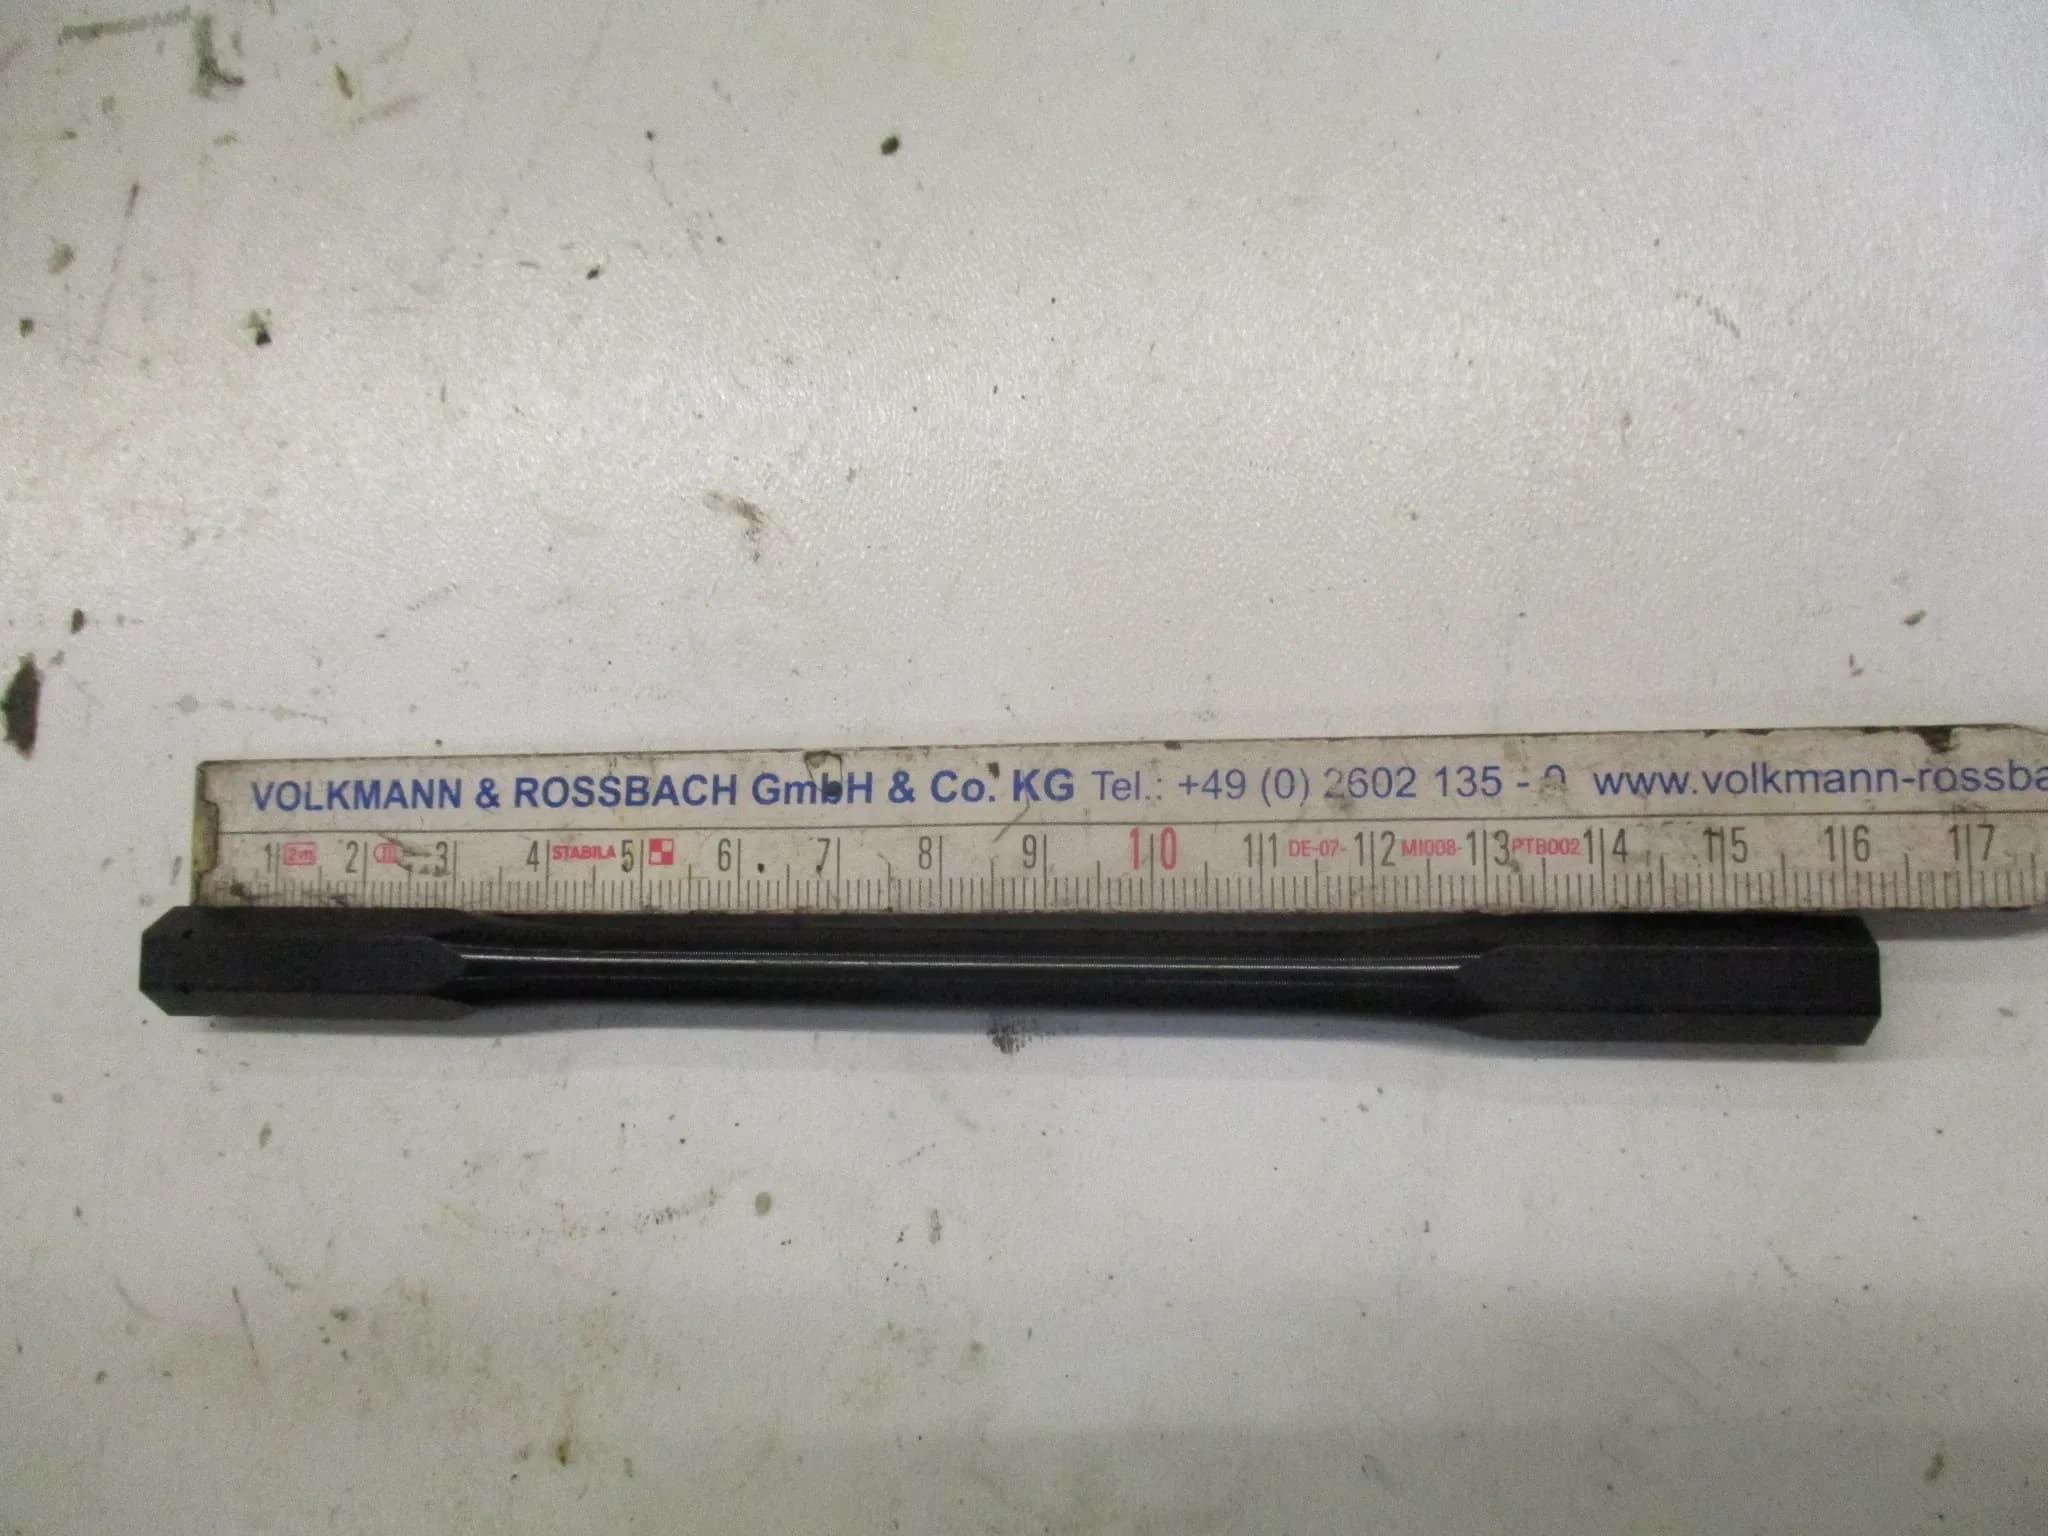 VOLKMANN & ROSSBACH GmbH & Co. KG Tel.: +49 (0) 2602 135 - www.volkmann-rossba
1 2m 2 III 3 4 STABILA 5 6 7 8 9 10 11 DE-07- 12 MI008- 13 PTB002 14 15 16 17